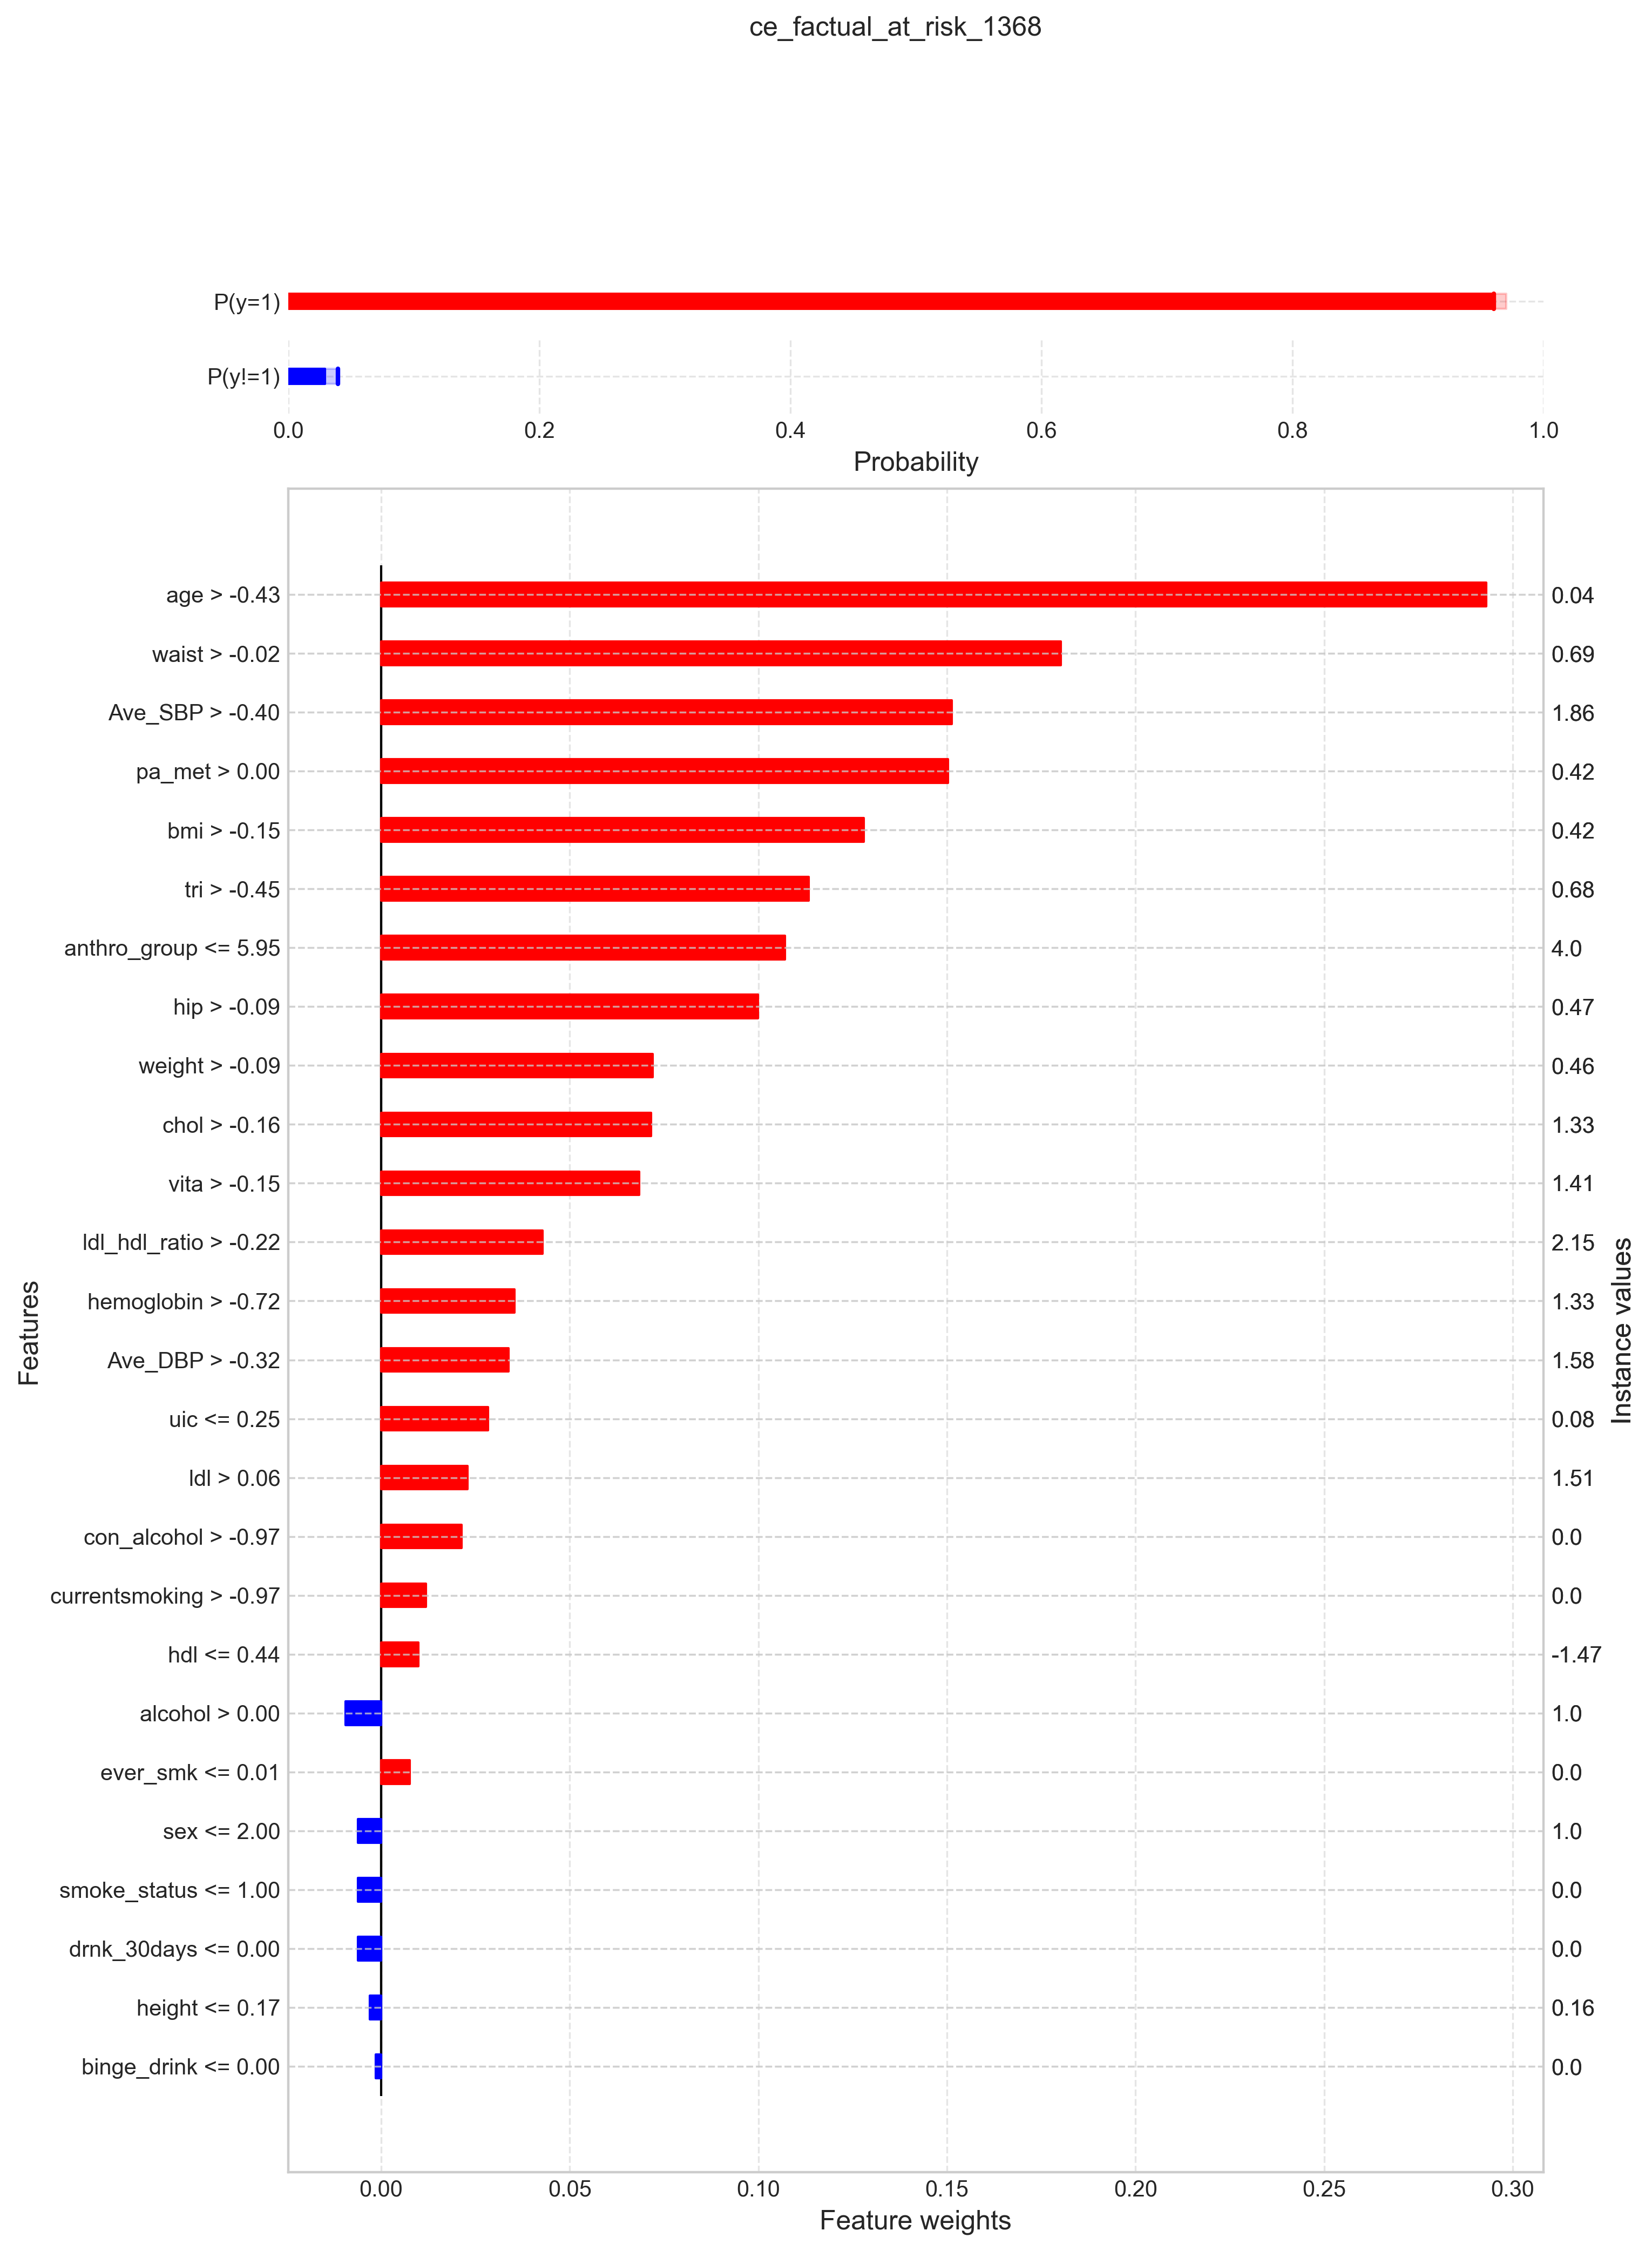 ce_factual_at_risk_1368
P(y=1)
P(y!=1)
0.0 0.2 0.4 0.6 0.8 1.0
Probability
age > -0.43 0.04
waist > -0.02 0.69
Ave_SBP > -0.40 1.86
pa_met > 0.00 0.42
bmi > -0.15 0.42
tri > -0.45 0.68
anthro_group <= 5.95 4.0
hip > -0.09 0.47
weight > -0.09 0.46
chol > -0.16 1.33
vita > -0.15 1.41
ldl_hdl_ratio > -0.22 2.15
hemoglobin > -0.72 1.33
Ave_DBP > -0.32 1.58
uic <= 0.25 0.08
ldl > 0.06 1.51
con_alcohol > -0.97 0.0
currentsmoking > -0.97 0.0
hdl <= 0.44 -1.47
alcohol > 0.00 1.0
ever_smk <= 0.01 0.0
sex <= 2.00 1.0
smoke_status <= 1.00 0.0
drnk_30days <= 0.00 0.0
height <= 0.17 0.16
binge_drink <= 0.00 0.0
Features
Instance values
0.00 0.05 0.10 0.15 0.20 0.25 0.30
Feature weights